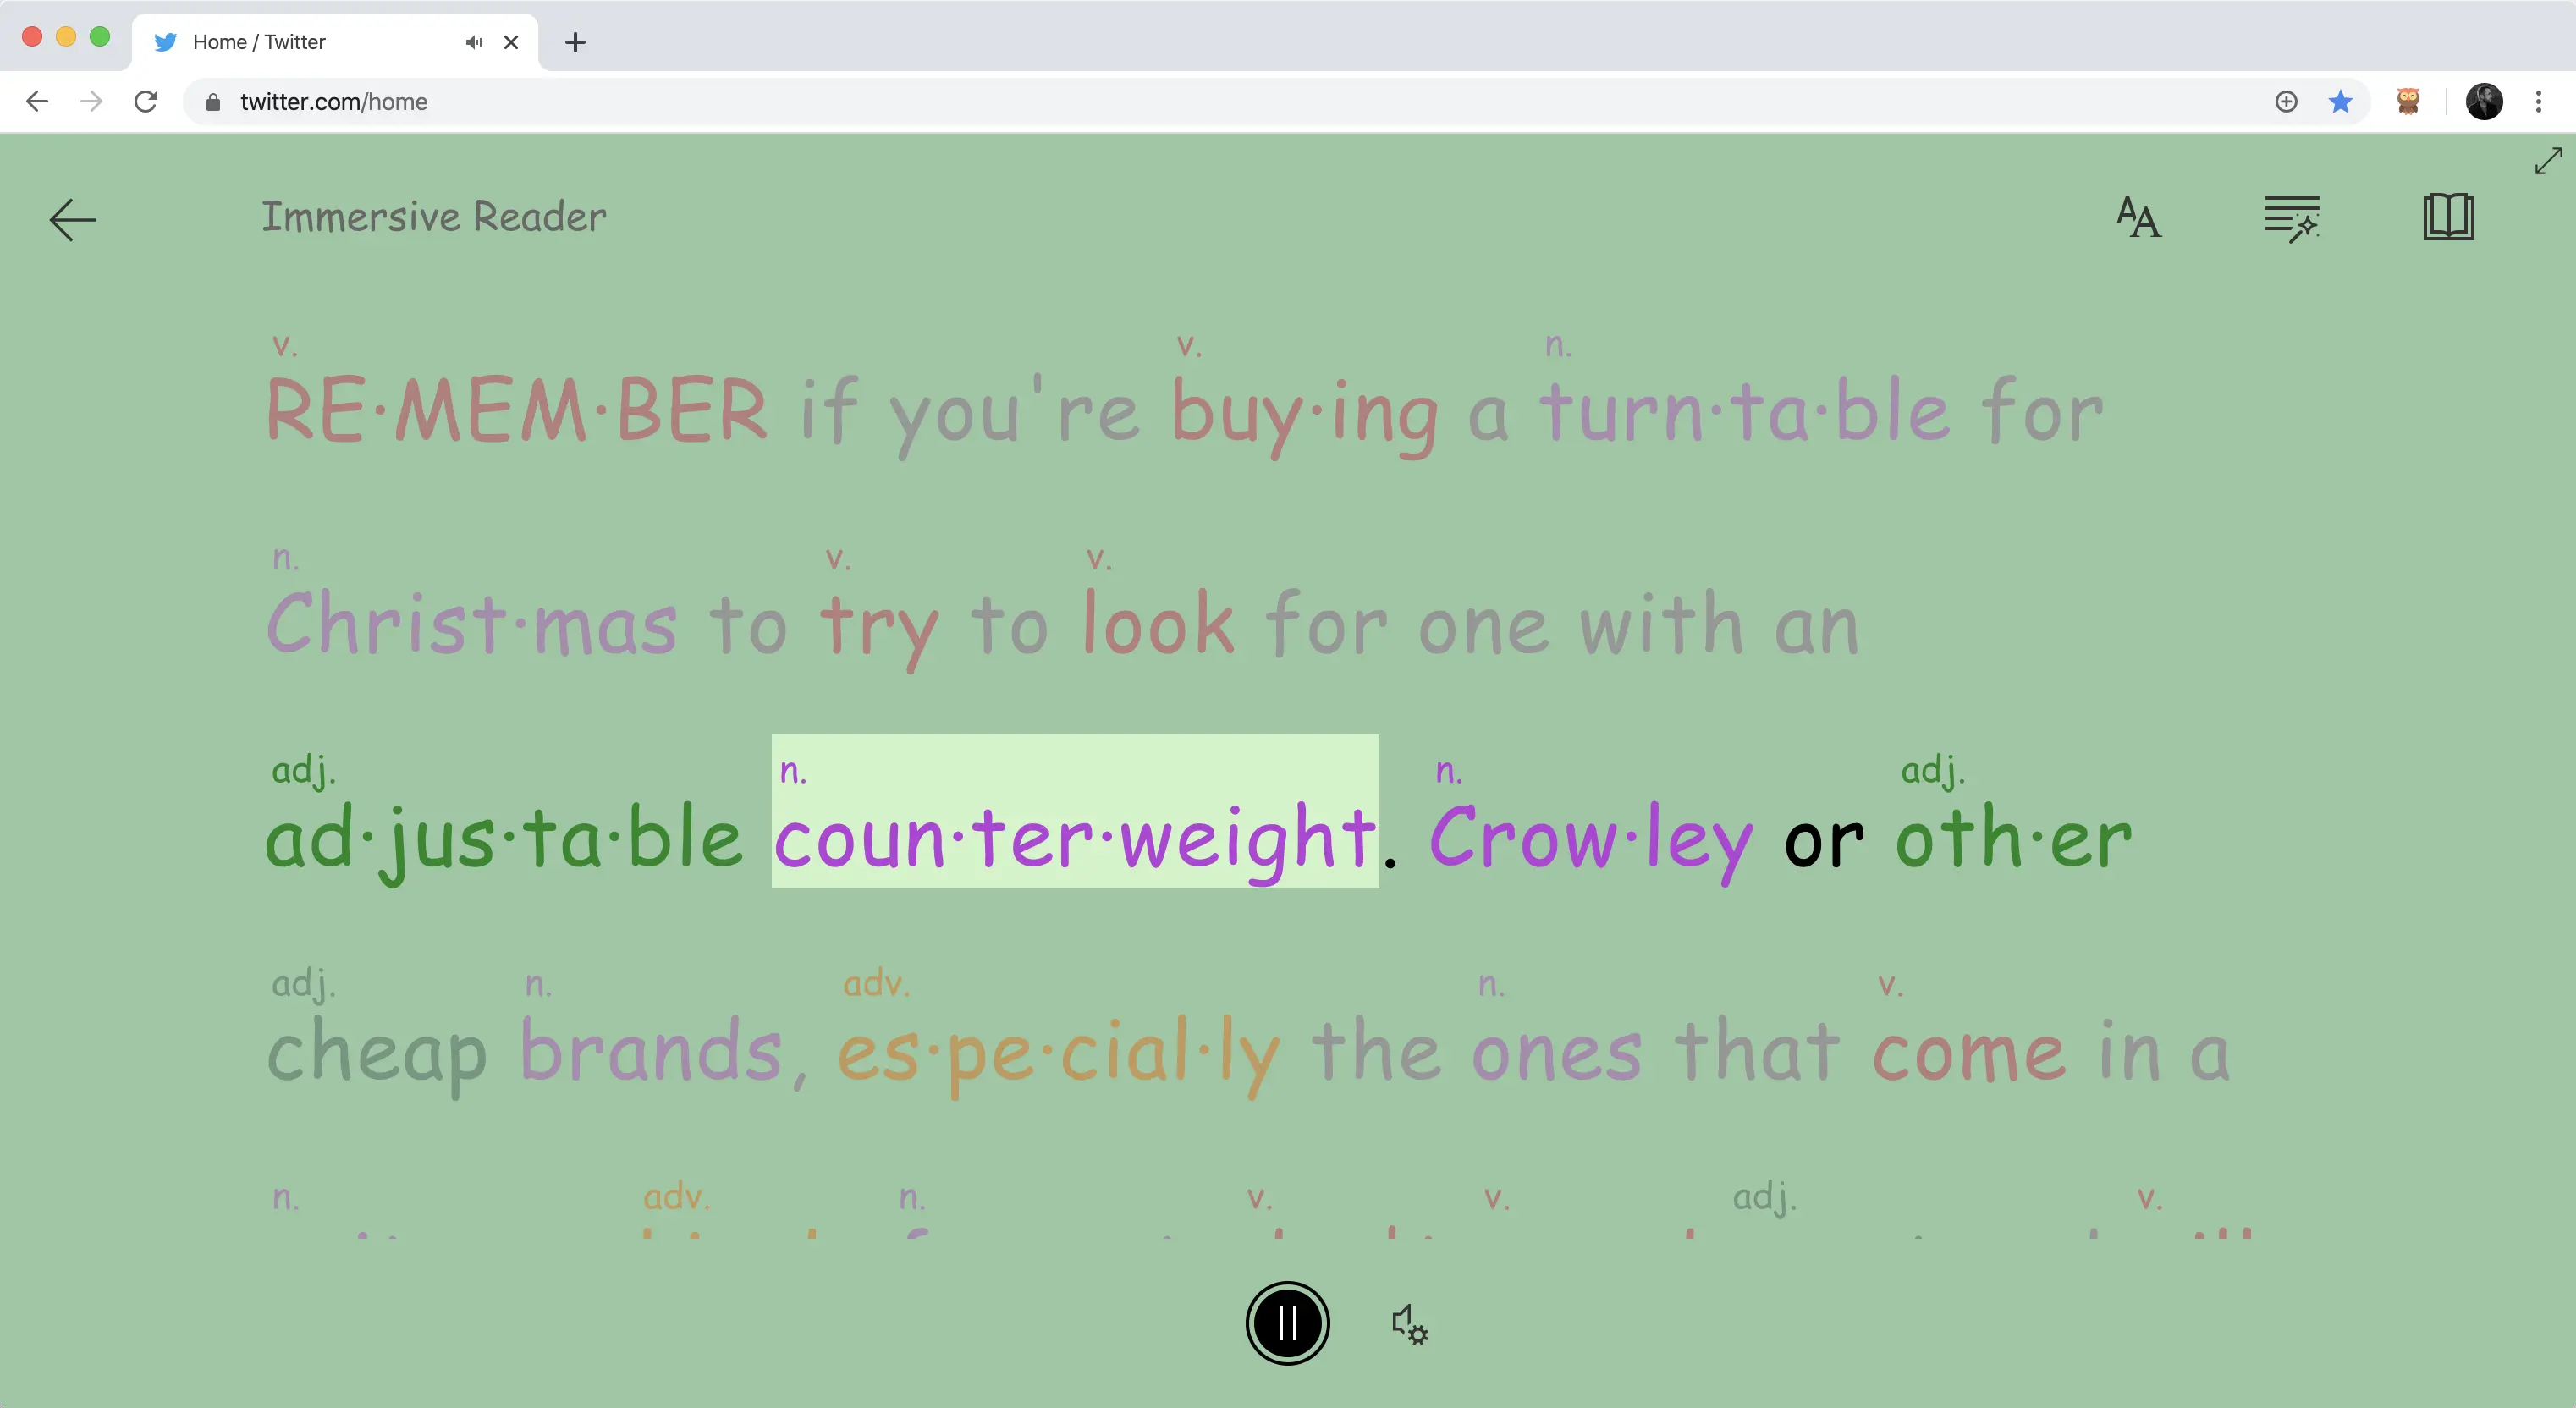 Home / Twitter
twitter.com/home
Immersive Reader
v. v. n.
RE·MEM·BER if you're buy·ing a turn·ta·ble for
n. v. v.
Christ·mas to try to look for one with an
adj. n. n. adj.
ad·jus·ta·ble coun·ter·weight. Crow·ley or oth·er
adj. n. adv. n. v.
cheap brands, es·pe·cial·ly the ones that come in a
n. adv. n. v. v. adj. v.